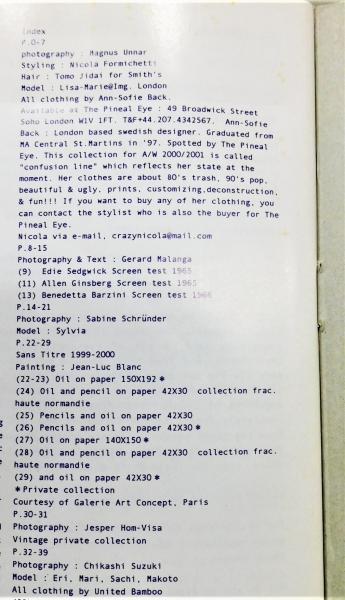 Index
P.0-7
photography : Magnus Unnar
Styling : Nicola Formichetti
Hair : Tomo Jidai for Smith's
Model : Lisa-Marie@Img. London
All clothing by Ann-Sofie Back.
Available at The Pineal Eye : 49 Broadwick Street
Soho London W1V 1FT. T&F+44.207.4342567. Ann-Sofie
Back : London based swedish designer. Graduated from
MA Central St.Martins in '97. Spotted by The Pineal
Eye. This collection for A/W 2000/2001 is called
"confusion line" which reflects her state at the
moment. Her clothes are about 80's trash, 90's pop,
beautiful & ugly, prints, customizing,deconstruction,
& fun!!! If you want to buy any of her clothing, you
can contact the stylist who is also the buyer for The
Pineal Eye.
Nicola via e-mail, crazynicola@mail.com
P.8-15
Photography & Text : Gerard Malanga
(9) Edie Sedgwick Screen test 1965
(11) Allen Ginsberg Screen test 1965
(13) Benedetta Barzini Screen test 1966
P.14-21
Photography : Sabine Schründer
Model : Sylvia
P.22-29
Sans Titre 1999-2000
Painting : Jean-Luc Blanc
(22-23) Oil on paper 150X192 *
(24) Oil and pencil on paper 42X30 collection frac.
haute normandie
(25) Pencils and oil on paper 42X30
(26) Pencils and oil on paper 42X30 *
(27) Oil on paper 140X150 *
(28) Oil and pencil on paper 42X30 collection frac.
haute normandie
(29) and oil on paper 42X30 *
* Private collection
Courtesy of Galerie Art Concept, Paris
P.30-31
Photography : Jesper Hom-Visa
Vintage private collection
P.32-39
Photography : Chikashi Suzuki
Model : Eri, Mari, Sachi, Makoto
All clothing by United Bamboo